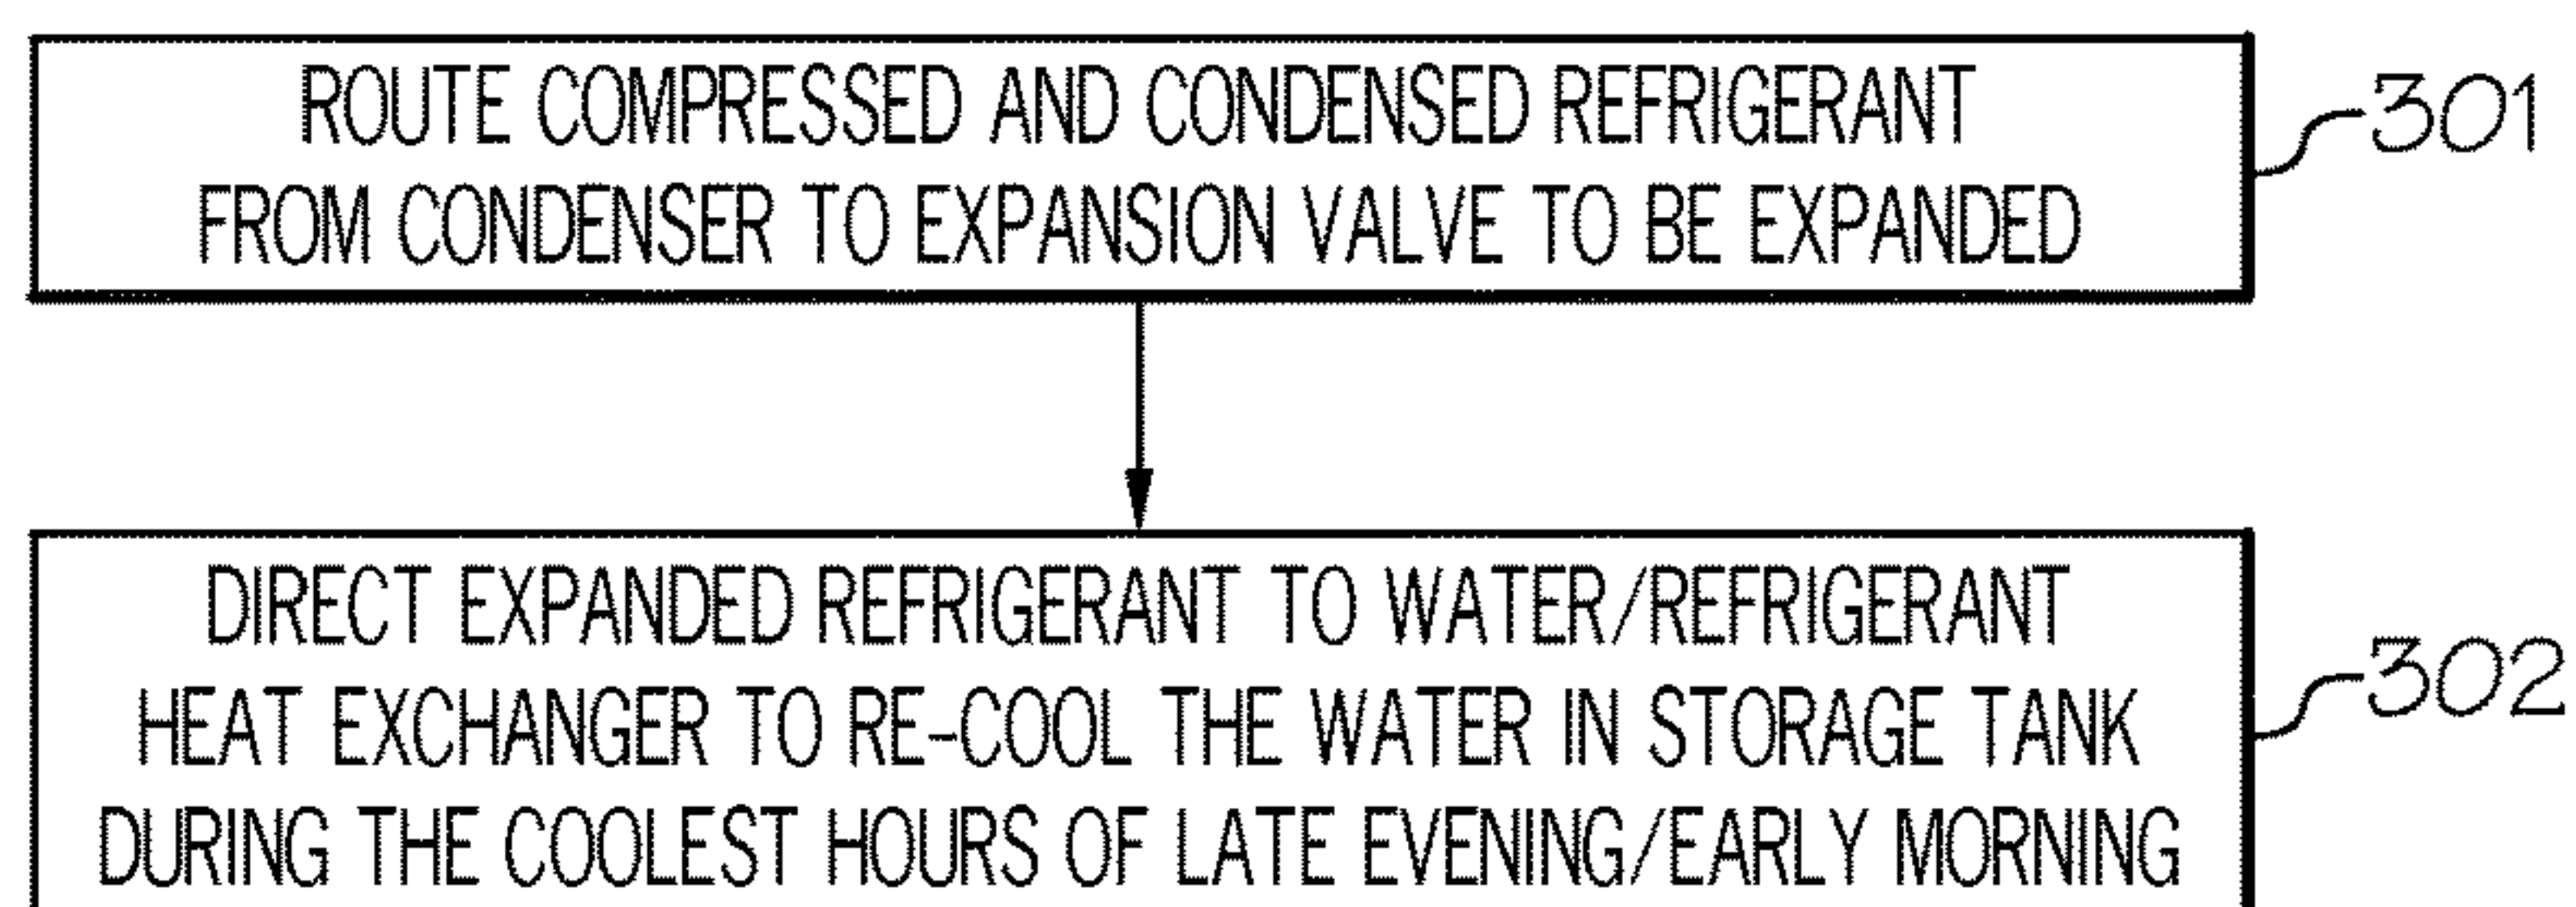 ROUTE COMPRESSED AND CONDENSED REFRIGERANT
FROM CONDENSER TO EXPANSION VALVE TO BE EXPANDED
301
DIRECT EXPANDED REFRIGERANT TO WATER/REFRIGERANT
HEAT EXCHANGER TO RE-COOL THE WATER IN STORAGE TANK
DURING THE COOLEST HOURS OF LATE EVENING/EARLY MORNING
302